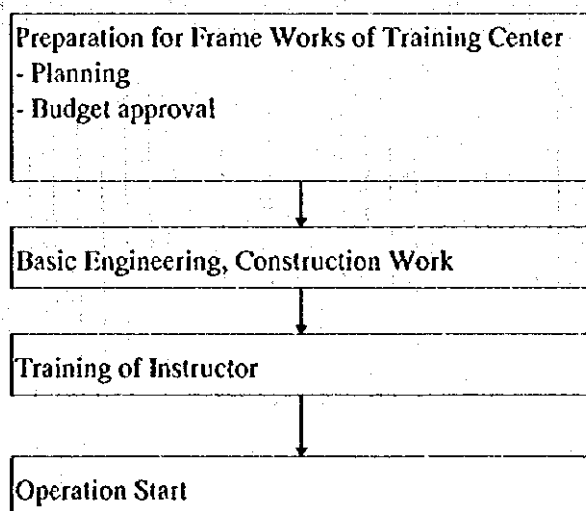 Preparation for Frame Works of Training Center
- Planning
- Budget approval
Basic Engineering, Construction Work
Training of Instructor
Operation Start